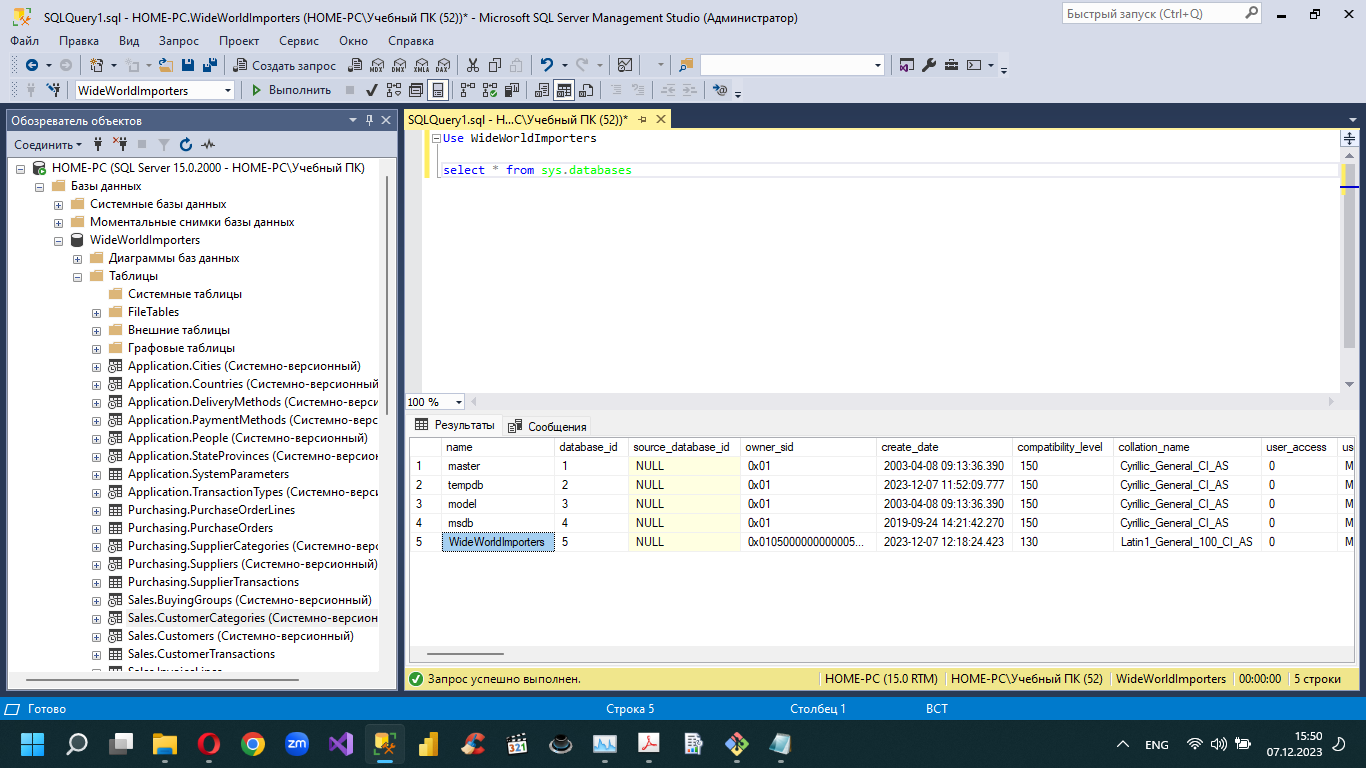 SQLQuery1.sql - HOME-PC.WideWorldImporters (HOME-PC\Учебный ПК (52))* - Microsoft SQL Server Management Studio (Администратор)
Быстрый запуск (Ctrl+Q)
Файл Правка Вид Запрос Проект Сервис Окно Справка
Создать запрос MDX DMX XMLA DAX
WideWorldImporters Выполнить
Обозреватель объектов
SQLQuery1.sql - H...C\Учебный ПК (52))*
Соединить
HOME-PC (SQL Server 15.0.2000 - HOME-PC\Учебный ПК)
Базы данных
Системные базы данных
Моментальные снимки базы данных
WideWorldImporters
Диаграммы баз данных
Таблицы
Системные таблицы
FileTables
Внешние таблицы
Графовые таблицы
Application.Cities (Системно-версионный)
Application.Countries (Системно-версионный
Application.DeliveryMethods (Системно-верси
Application.PaymentMethods (Системно-верс
Application.People (Системно-версионный)
Application.StateProvinces (Системно-версион
Application.SystemParameters
Application.TransactionTypes (Системно-верси
Purchasing.PurchaseOrderLines
Purchasing.PurchaseOrders
Purchasing.SupplierCategories (Системно-верс
Purchasing.Suppliers (Системно-версионный)
Purchasing.SupplierTransactions
Sales.BuyingGroups (Системно-версионный)
Sales.CustomerCategories (Системно-версион
Sales.Customers (Системно-версионный)
Sales.CustomerTransactions
Sales.InvoiceLines
Use WideWorldImporters
select * from sys.databases
100 %
Результаты Сообщения
name database_id source_database_id owner_sid create_date compatibility_level collation_name user_access us
1 master 1 NULL 0x01 2003-04-08 09:13:36.390 150 Cyrillic_General_CI_AS 0 M
2 tempdb 2 NULL 0x01 2023-12-07 11:52:09.777 150 Cyrillic_General_CI_AS 0 M
3 model 3 NULL 0x01 2003-04-08 09:13:36.390 150 Cyrillic_General_CI_AS 0 M
4 msdb 4 NULL 0x01 2019-09-24 14:21:42.270 150 Cyrillic_General_CI_AS 0 M
5 WideWorldImporters 5 NULL 0x0105000000000005... 2023-12-07 12:18:24.423 130 Latin1_General_100_CI_AS 0 M
Запрос успешно выполнен. HOME-PC (15.0 RTM) HOME-PC\Учебный ПК (52) WideWorldImporters 00:00:00 5 строки
Готово Строка 5 Столбец 1 ВСТ
zm 321 ENG 15:50
07.12.2023